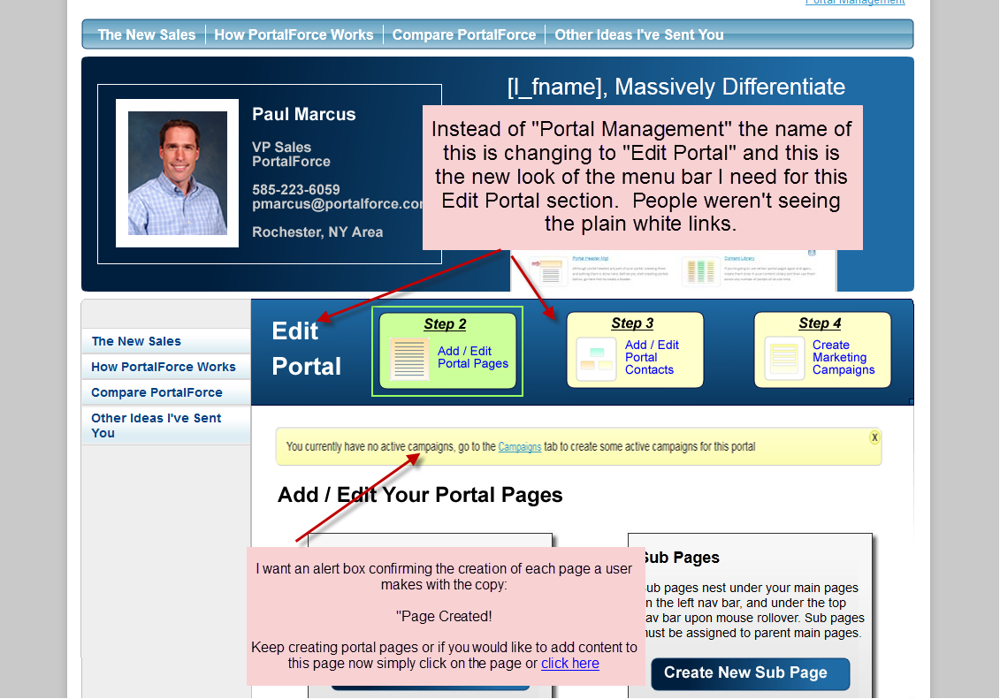 Portal Management
The New Sales
How PortalForce Works
Compare PortalForce
Other Ideas I've Sent You
[l_fname], Massively Differentiate
Paul Marcus
VP Sales
PortalForce
585-223-6059
pmarcus@portalforce.com
Rochester, NY Area
Instead of "Portal Management" the name of
this is changing to "Edit Portal" and this is
the new look of the menu bar I need for this
Edit Portal section. People weren't seeing
the plain white links.
Portal Header Mgt
Content Library
The New Sales
How PortalForce Works
Compare PortalForce
Other Ideas I've Sent
You
Edit
Portal
Step 2
Add / Edit
Portal Pages
Step 3
Add / Edit
Portal
Contacts
Step 4
Create
Marketing
Campaigns
You currently have no active campaigns, go to the Campaigns tab to create some active campaigns for this portal
X
Add / Edit Your Portal Pages
I want an alert box confirming the creation of each page a user
makes with the copy:
"Page Created!
Keep creating portal pages or if you would like to add content to
this page now simply click on the page or click here
Sub Pages
Sub pages nest under your main pages
in the left nav bar, and under the top
nav bar upon mouse rollover. Sub pages
must be assigned to parent main pages.
Create New Sub Page